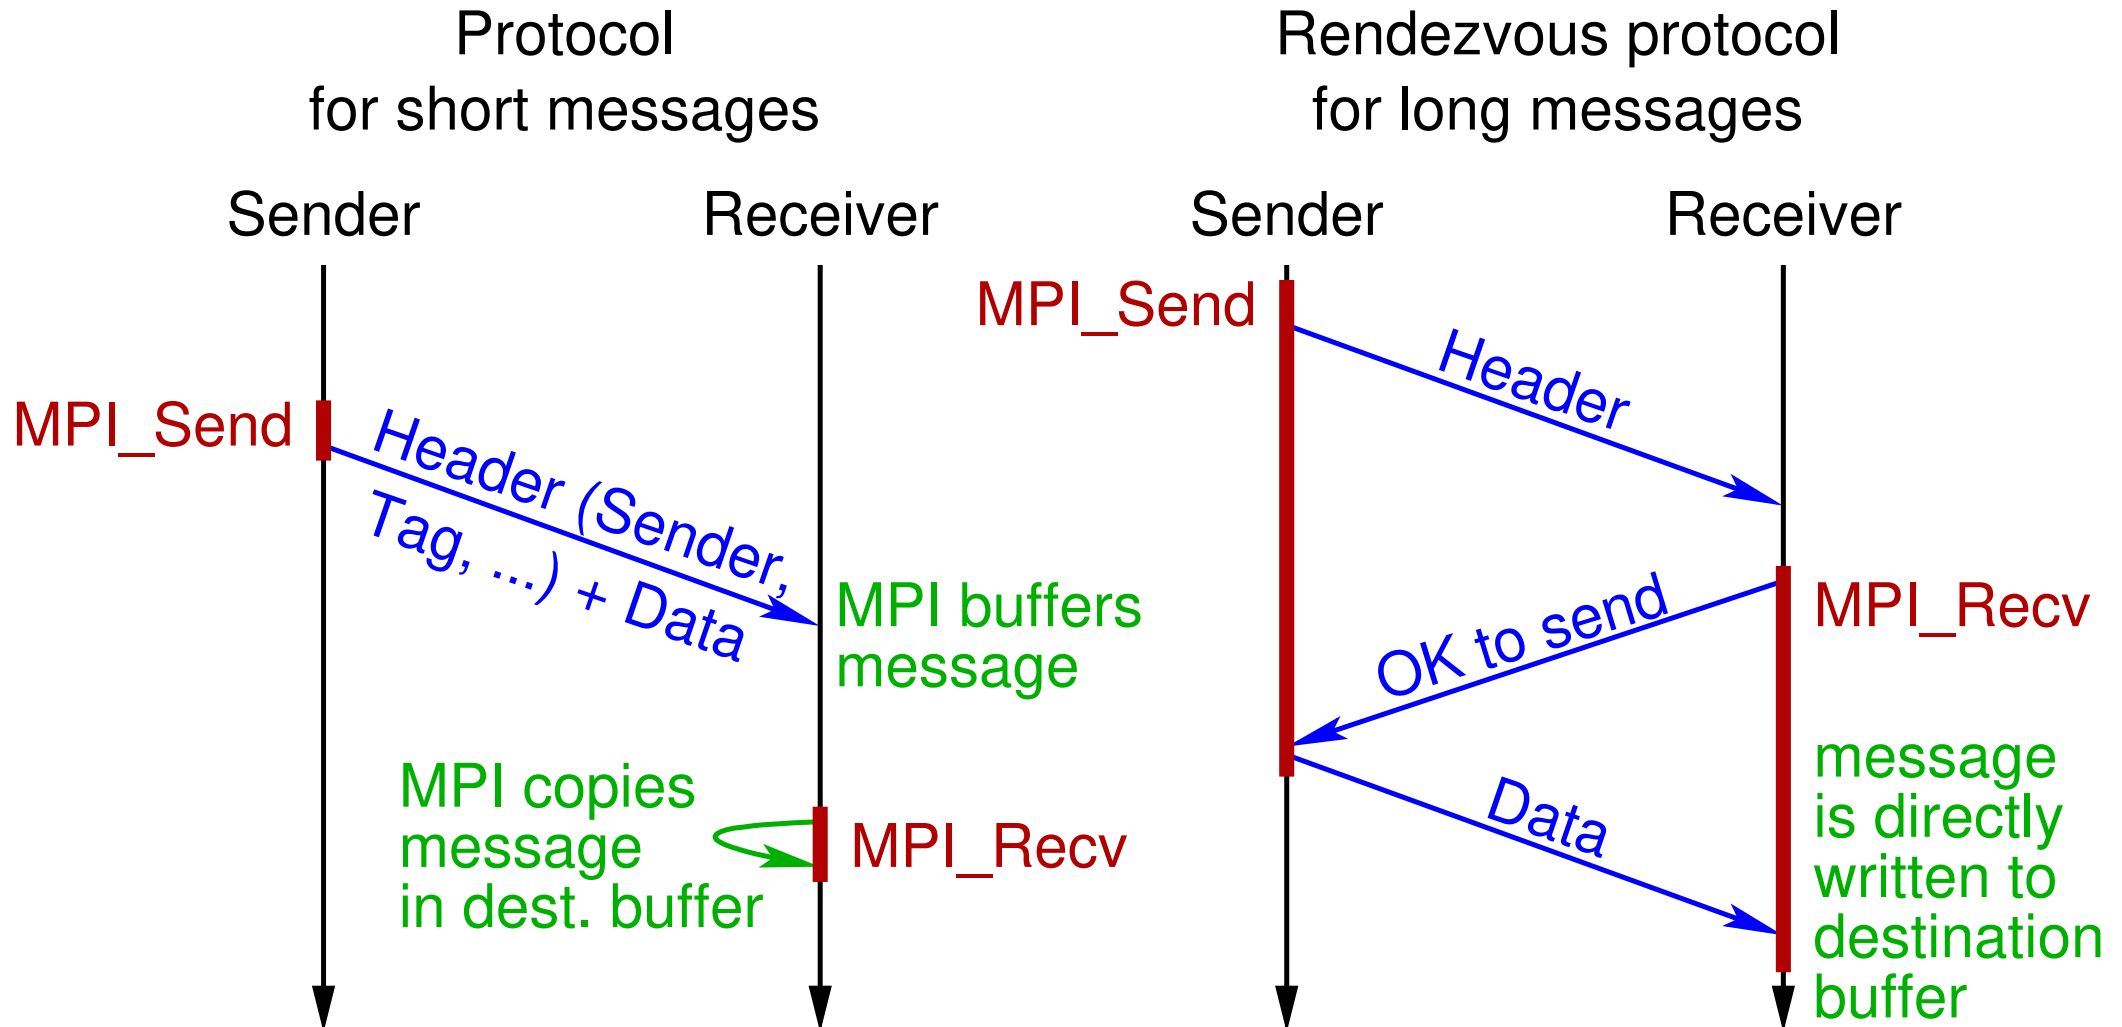 Protocol
for short messages
Sender
Receiver
MPI_Send
Header (Sender,
Tag, ...) + Data
MPI buffers
message
MPI copies
message
in dest. buffer
MPI_Recv
Rendezvous protocol
for long messages
Sender
Receiver
MPI_Send
Header
OK to send
MPI_Recv
Data
message
is directly
written to
destination
buffer